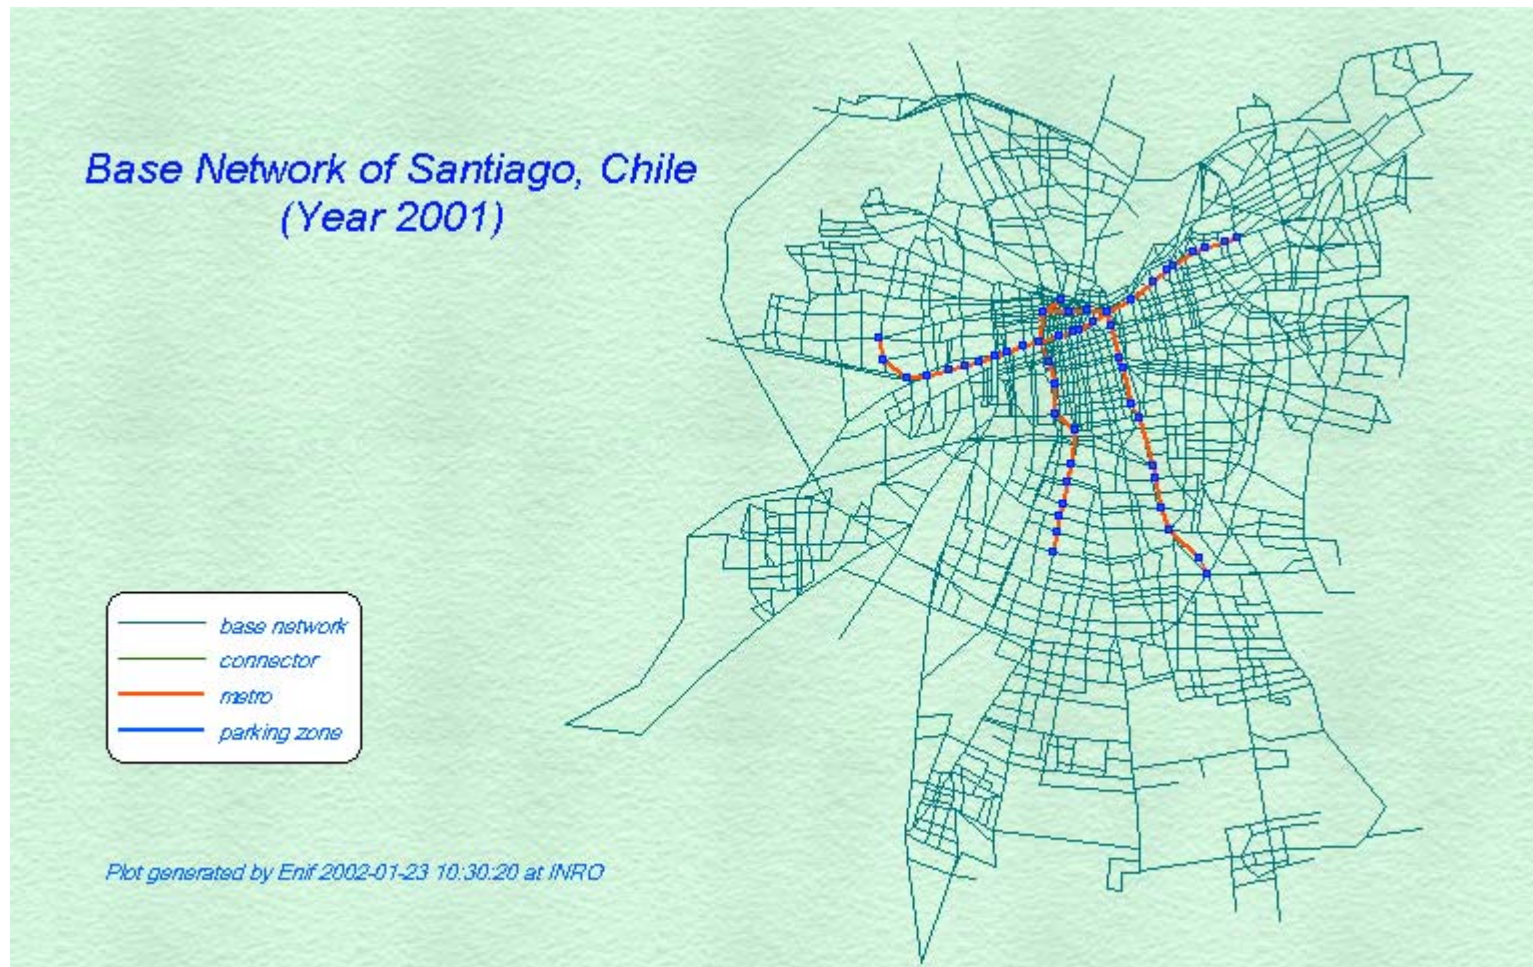 Base Network of Santiago, Chile
(Year 2001)
base network
connector
metro
parking zone
Plot generated by Enif 2002-01-23 10:30:20 at INRO